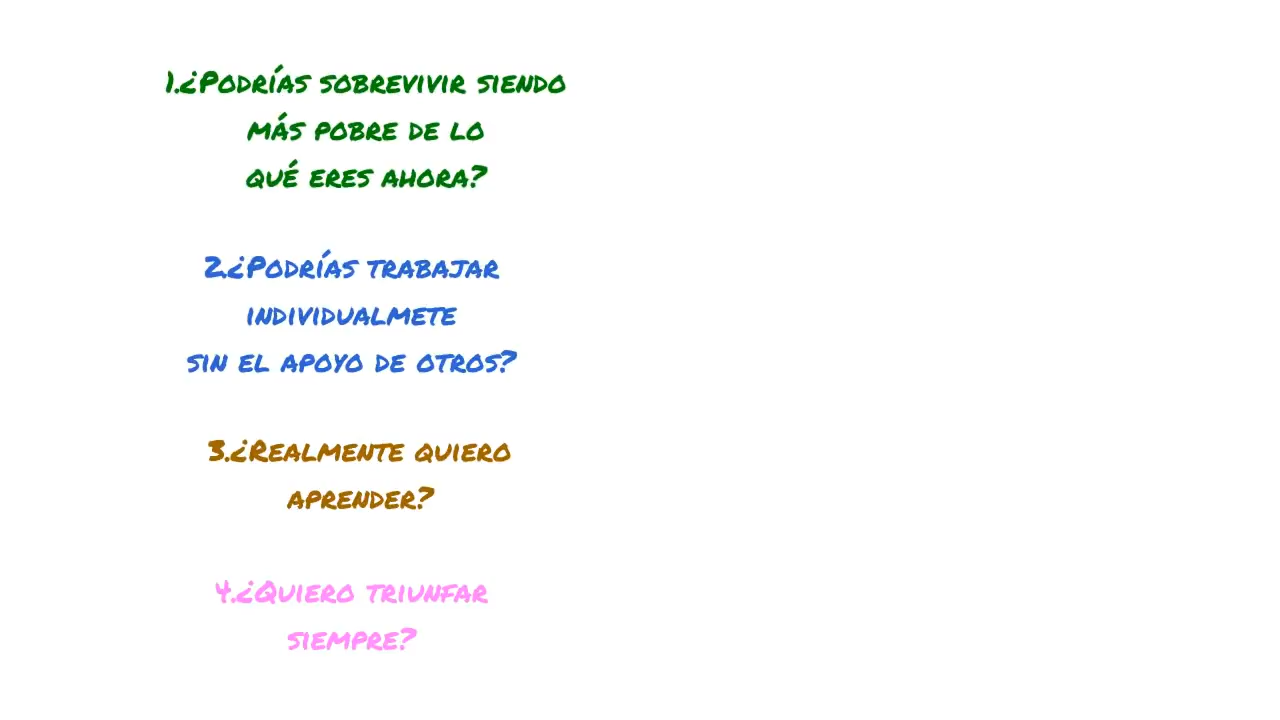 1.¿Podrías sobrevivir siendo
más pobre de lo
qué eres ahora?
2.¿Podrías trabajar
individualmete
sin el apoyo de otros?
3.¿Realmente quiero
aprender?
4.¿Quiero triunfar
siempre?